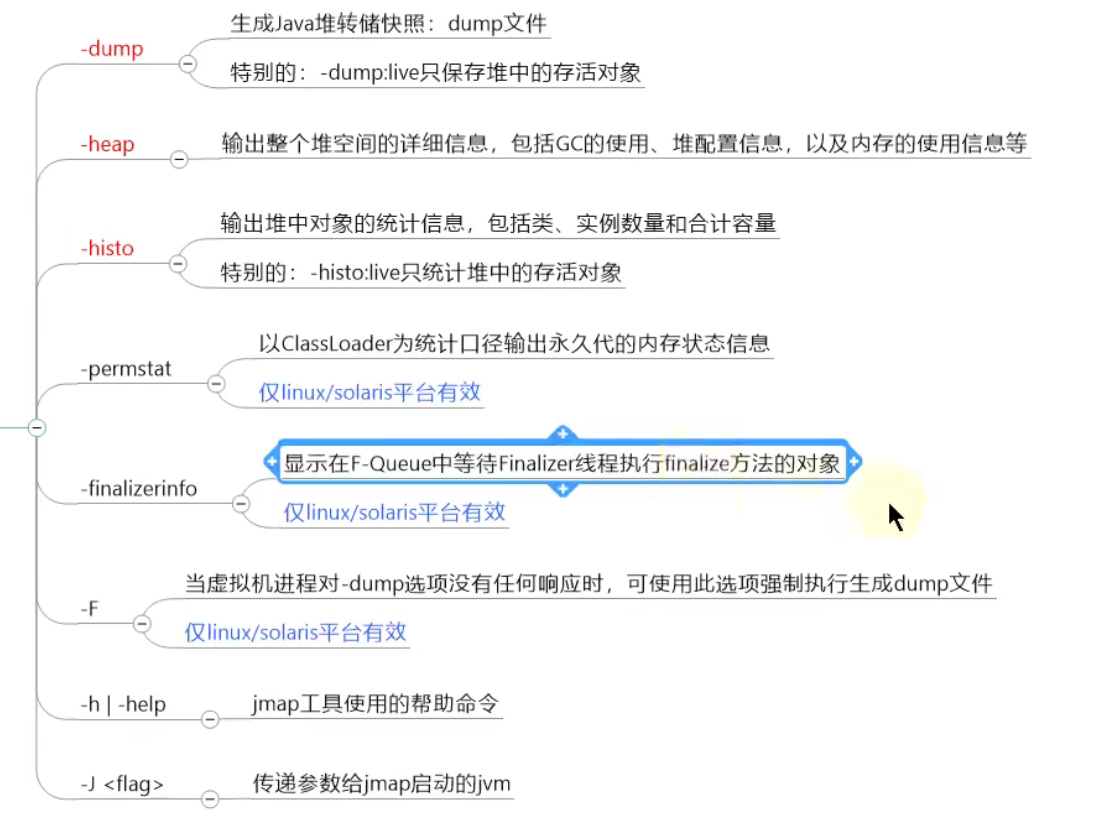 -dump
生成Java堆转储快照：dump文件
特别的：-dump:live只保存堆中的存活对象
-heap
输出整个堆空间的详细信息，包括GC的使用、堆配置信息，以及内存的使用信息等
-histo
输出堆中对象的统计信息，包括类、实例数量和合计容量
特别的：-histo:live只统计堆中的存活对象
-permstat
以ClassLoader为统计口径输出永久代的内存状态信息
仅linux/solaris平台有效
-finalizerinfo
显示在F-Queue中等待Finalizer线程执行finalize方法的对象
仅linux/solaris平台有效
-F
当虚拟机进程对-dump选项没有任何响应时，可使用此选项强制执行生成dump文件
仅linux/solaris平台有效
-h | -help
jmap工具使用的帮助命令
-J <flag>
传递参数给jmap启动的jvm